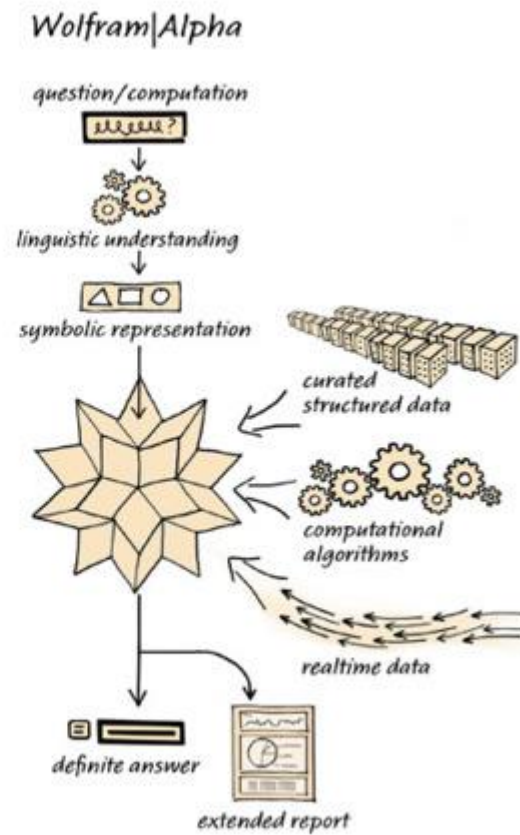 Wolfram|Alpha
question/computation
?
linguistic understanding
symbolic representation
curated
structured data
computational
algorithms
realtime data
definite answer
extended report